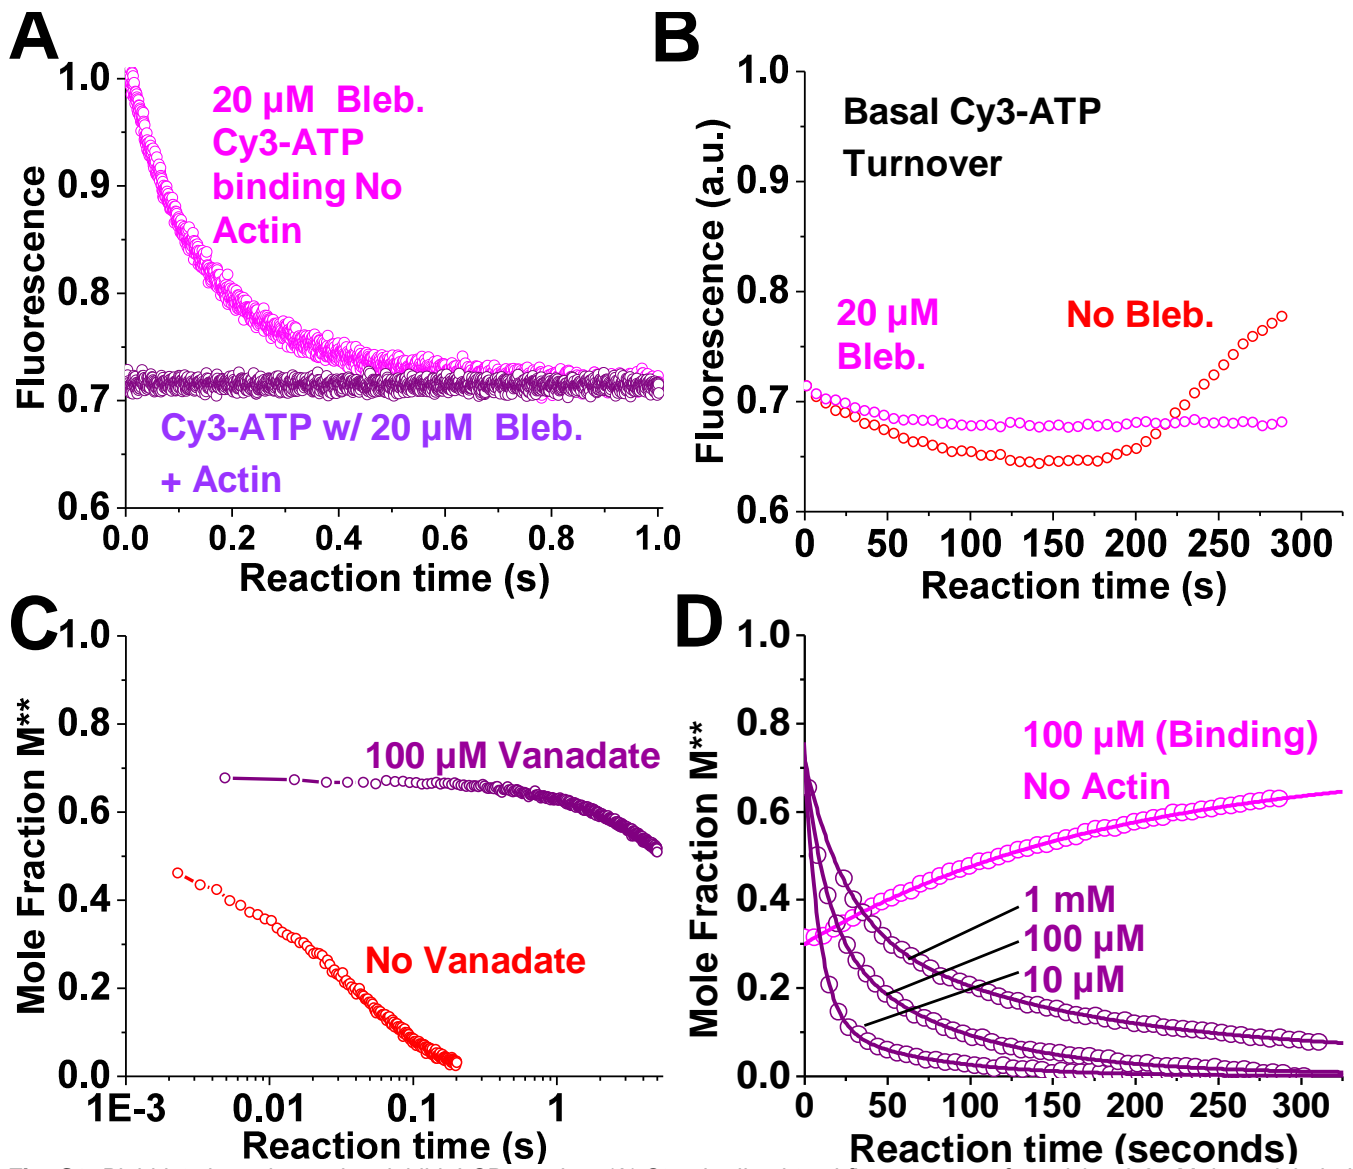 A
1.0
0.9
0.8
0.7
0.6
Fluorescence
20 µM Bleb.
Cy3-ATP
binding No
Actin
Cy3-ATP w/ 20 µM Bleb.
+ Actin
0.0 0.2 0.4 0.6 0.8 1.0
Reaction time (s)
B
1.0
0.9
0.8
0.7
0.6
Fluorescence (a.u.)
Basal Cy3-ATP
Turnover
20 µM
Bleb.
No Bleb.
0 50 100 150 200 250 300
Reaction time (s)
C
1.0
0.8
0.6
0.4
0.2
0.0
Mole Fraction M**
100 µM Vanadate
No Vanadate
1E-3 0.01 0.1 1
Reaction time (s)
D
1.0
0.8
0.6
0.4
0.2
0.0
Mole Fraction M**
100 µM (Binding)
No Actin
1 mM
100 µM
10 µM
0 50 100 150 200 250 300
Reaction time (seconds)